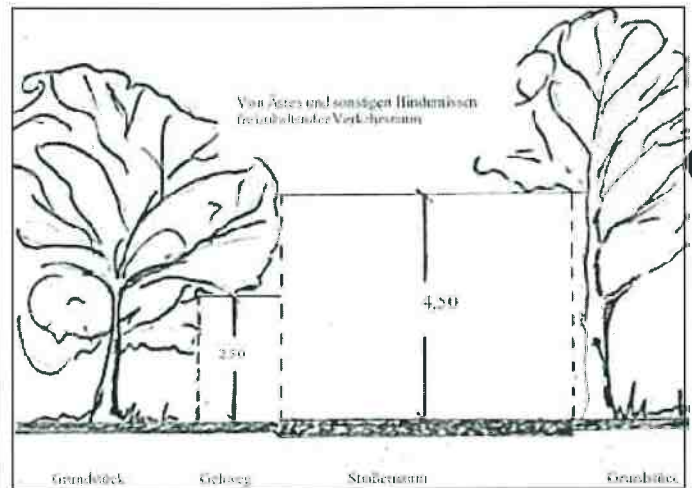 Von Ästen und sonstigen Hindernissen
freizuhaltender Verkehrsraum
4,50
2.50
Grundstück Gehweg Straßenraum Grundstück